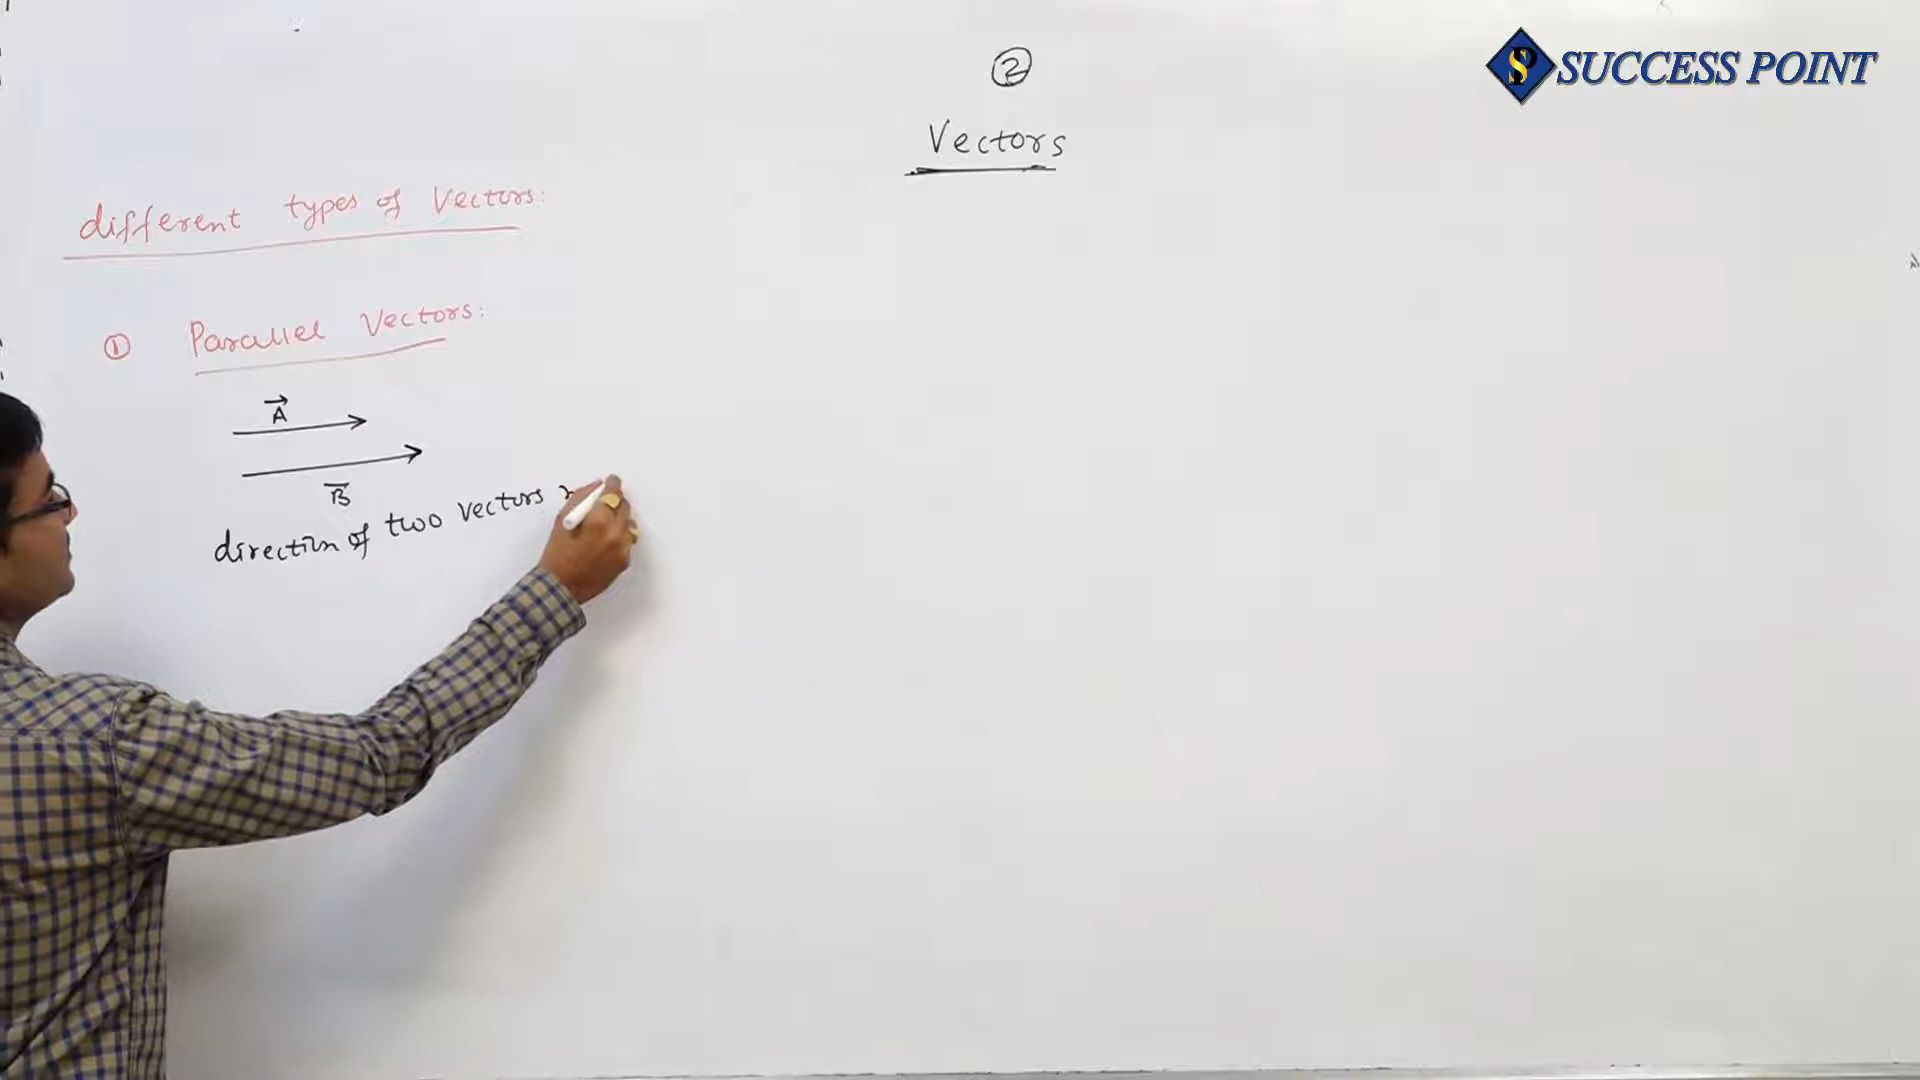 SUCCESS POINT
2
Vectors
different types of Vectors:
① Parallel Vectors:
A
B
direction of two vectors